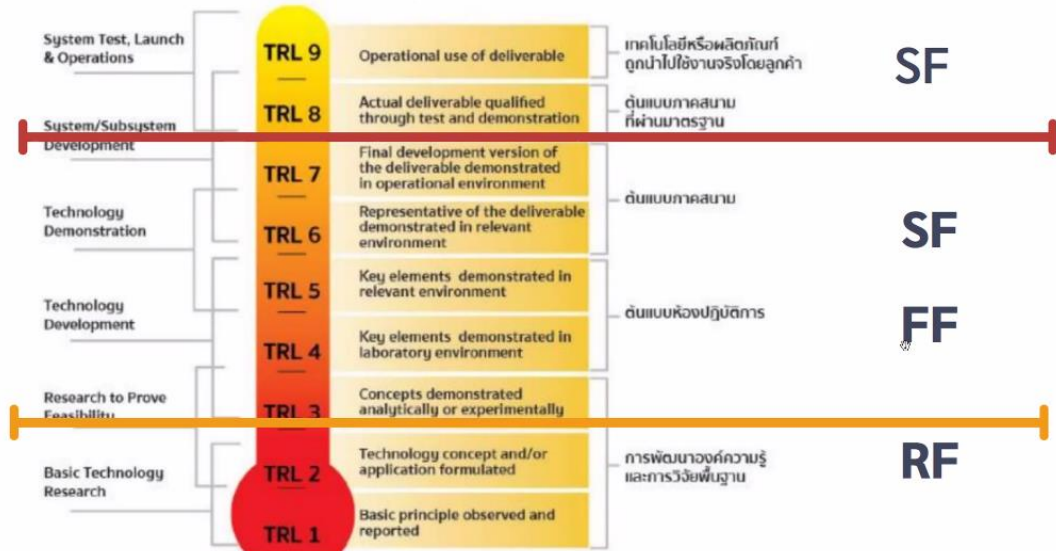 System Test, Launch
& Operations
TRL 9
Operational use of deliverable
เทคโนโลยีหรือผลิตภัณฑ์
ถูกนำไปใช้งานจริงโดยลูกค้า
SF
TRL 8
Actual deliverable qualified
through test and demonstration
ต้นแบบภาคสนาม
ที่ผ่านมาตรฐาน
System/Subsystem
Development
TRL 7
Final development version of
the deliverable demonstrated
in operational environment
ต้นแบบภาคสนาม
Technology
Demonstration
TRL 6
Representative of the deliverable
demonstrated in relevant
environment
SF
TRL 5
Key elements demonstrated in
relevant environment
ต้นแบบห้องปฏิบัติการ
Technology
Development
FF
TRL 4
Key elements demonstrated in
laboratory environment
Research to Prove
Feasibility
TRL 3
Concepts demonstrated
analytically or experimentally
TRL 2
Technology concept and/or
application formulated
การพัฒนาองค์ความรู้
และการวิจัยพื้นฐาน
RF
Basic Technology
Research
TRL 1
Basic principle observed and
reported